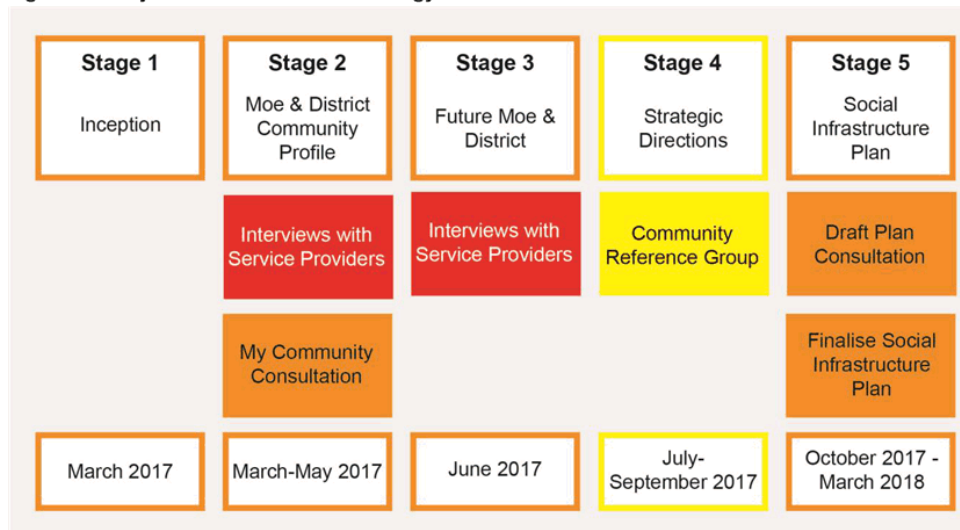 Stage 1
Inception
Stage 2
Moe & District
Community
Profile
Stage 3
Future Moe &
District
Stage 4
Strategic
Directions
Stage 5
Social
Infrastructure
Plan
Interviews with
Service Providers
Interviews with
Service Providers
Community
Reference Group
Draft Plan
Consultation
My Community
Consultation
Finalise Social
Infrastructure
Plan
March 2017
March-May 2017
June 2017
July-
September 2017
October 2017 -
March 2018